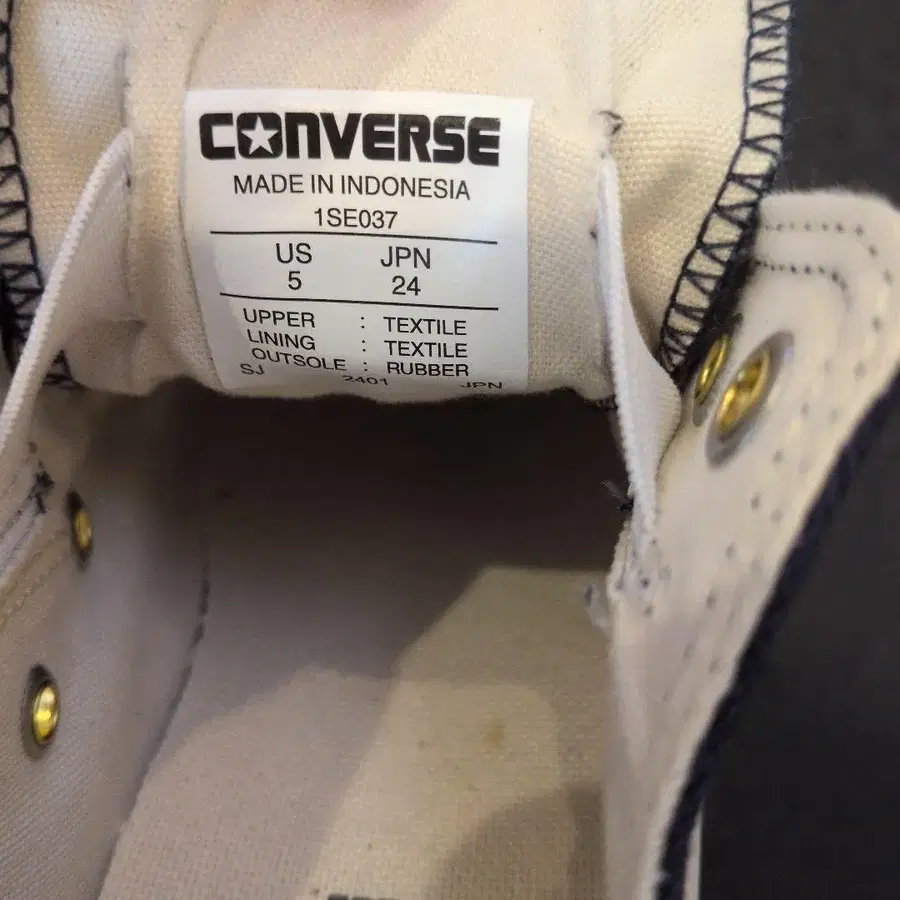 CONVERSE
MADE IN INDONESIA
1SE037
US JPN
5 24
UPPER : TEXTILE
LINING : TEXTILE
OUTSOLE : RUBBER
SJ 2401 JPN